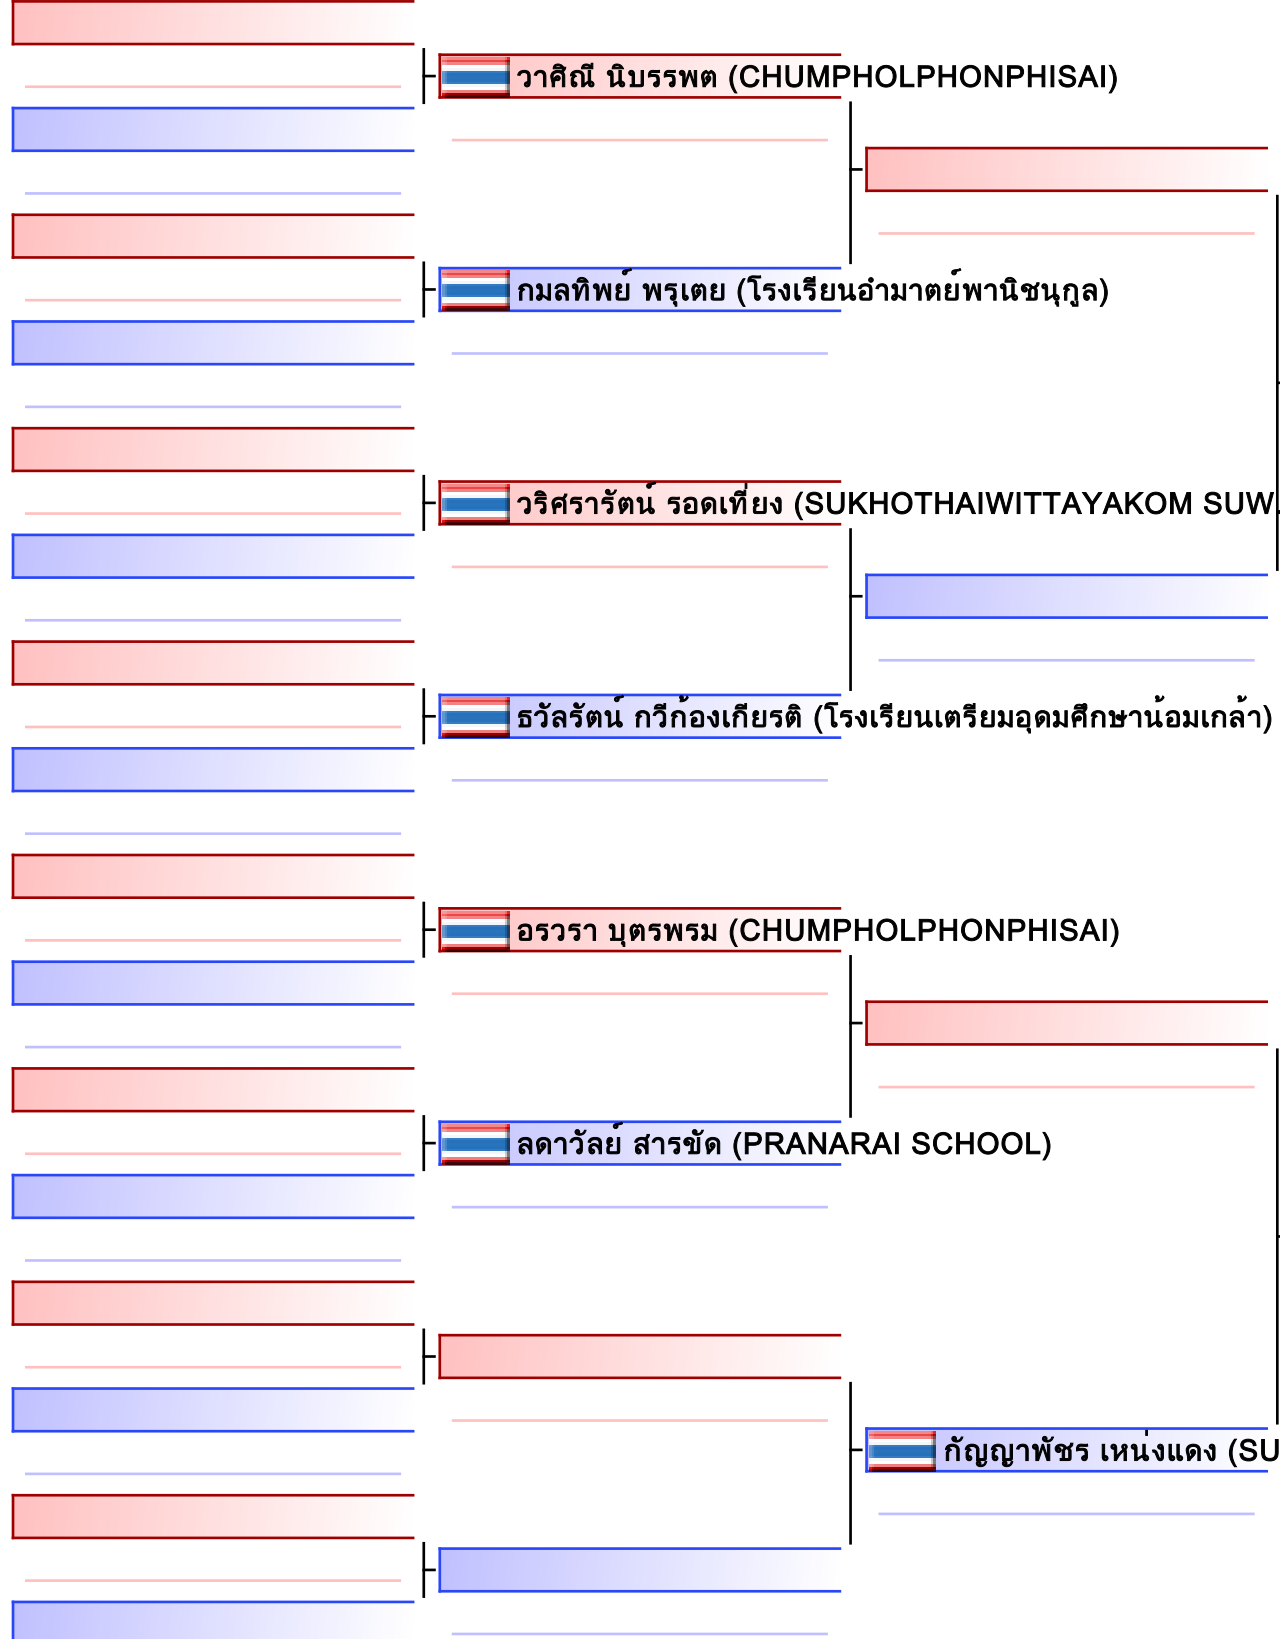 วาศิณี นิบรรพต (CHUMPHOLPHONPHISAI)
กมลทิพย์ พรุเตย (โรงเรียนอำมาตย์พานิชนุกูล)
วริศรารัตน์ รอดเที่ยง (SUKHOTHAIWITTAYAKOM SUW
ธวัลรัตน์ กวีก้องเกียรติ (โรงเรียนเตรียมอุดมศึกษาน้อมเกล้า)
อรวรา บุตรพรม (CHUMPHOLPHONPHISAI)
ลดาวัลย์ สารขัด (PRANARAI SCHOOL)
กัญญาพัชร เหน่งแดง (SU